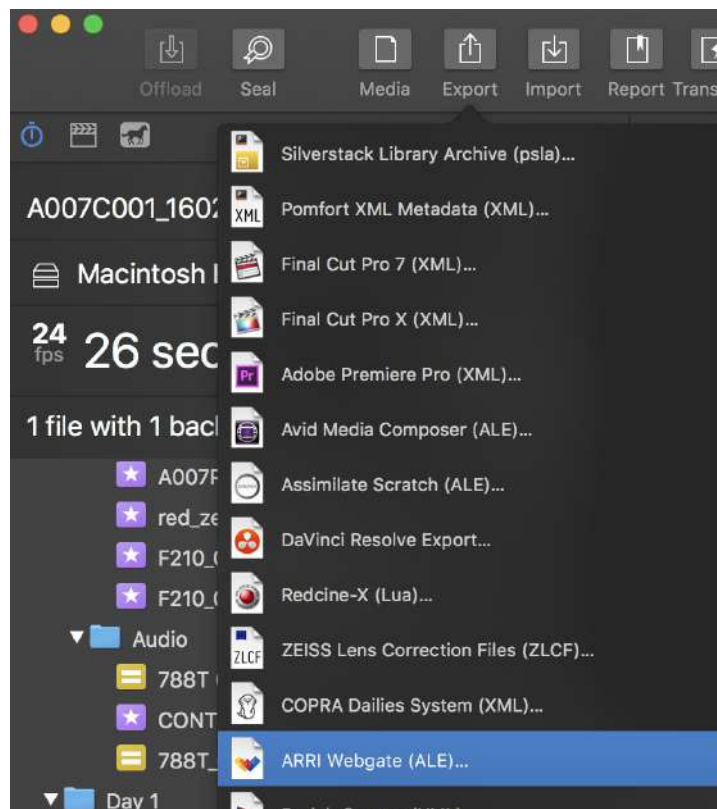 Offload Seal Media Export Import Report
Silverstack Library Archive (psla)...
A007C001_1602
XML Pomfort XML Metadata (XML)...
Macintosh
Final Cut Pro 7 (XML)...
Final Cut Pro X (XML)...
24 fps 26 sec
Pr Adobe Premiere Pro (XML)...
1 file with 1 bac
Avid Media Composer (ALE)...
A007
Assimilate Scratch (ALE)...
red_ze
DaVinci Resolve Export...
F210_
Redcine-X (Lua)...
F210_
Audio
ZLCF ZEISS Lens Correction Files (ZLCF)...
788T
COPRA Dailies System (XML)...
CONT
788T_
ARRI Webgate (ALE)...
Day 1